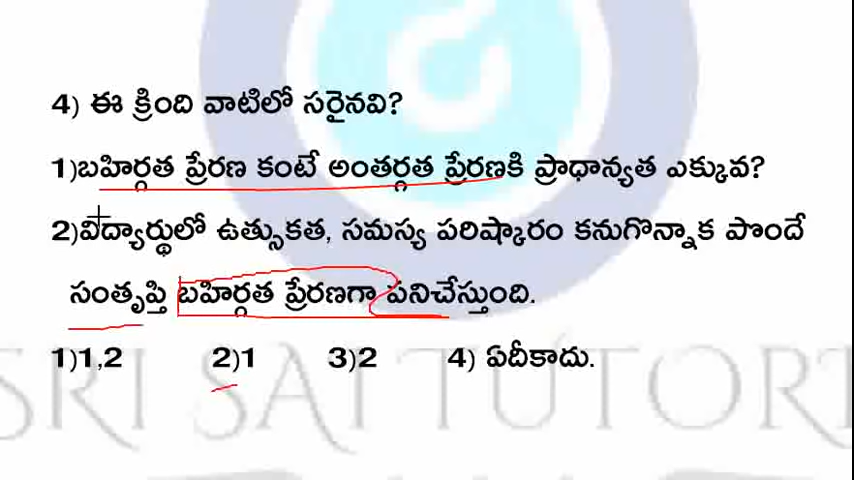 4) ఈ క్రింది వాటిలో సరైనవి?
1)బహిర్గత ప్రేరణ కంటే అంతర్గత ప్రేరణకి ప్రాధాన్యత ఎక్కువ?
2)విద్యార్థులో ఉత్సుకత, సమస్య పరిష్కారం కనుగొన్నాక పొందే
సంతృప్తి బహిర్గత ప్రేరణగా పనిచేస్తుంది.
1)1,2 2)1 3)2 4) ఏదీకాదు.
SRI SAI TUTOR